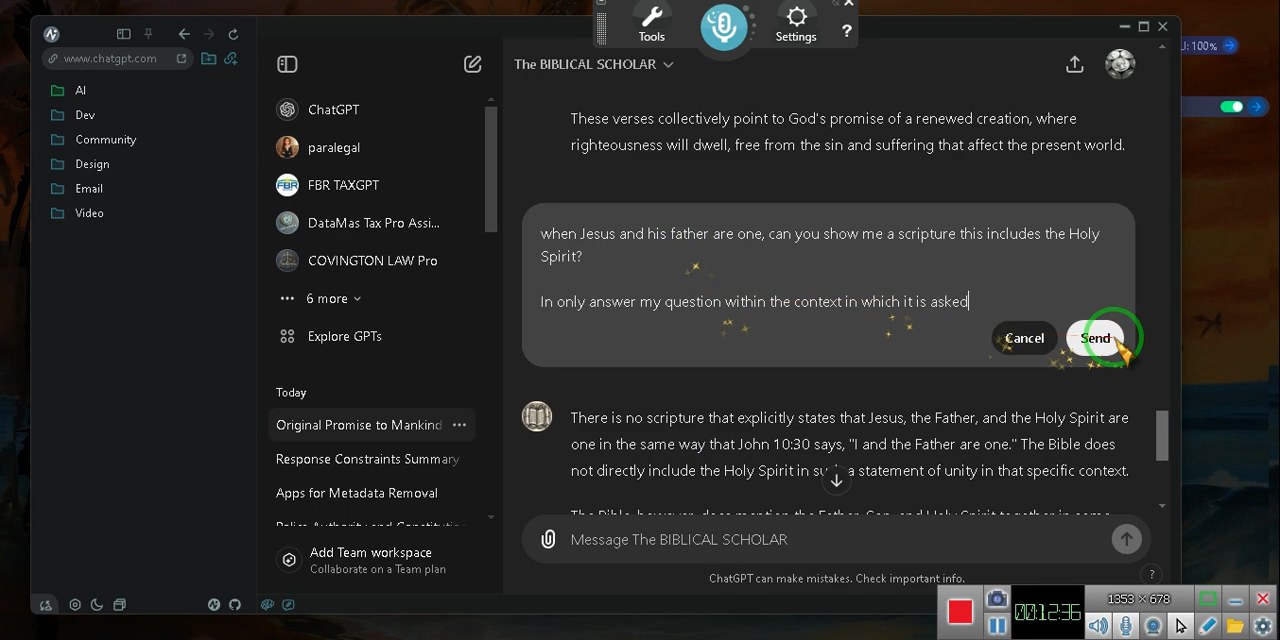 Tools
Settings
?
www.chatgpt.com
AI
Dev
Community
Design
Email
Video
ChatGPT
paralegal
FBR TAXGPT
DataMas Tax Pro Assi...
COVINGTON LAW Pro
6 more
Explore GPTs
Today
Original Promise to Mankind
Response Constraints Summary
Apps for Metadata Removal
Add Team workspace
Collaborate on a Team plan
The BIBLICAL SCHOLAR
These verses collectively point to God's promise of a renewed creation, where
righteousness will dwell, free from the sin and suffering that affect the present world.
when Jesus and his father are one, can you show me a scripture this includes the Holy
Spirit?
In only answer my question within the context in which it is asked
Cancel
Send
There is no scripture that explicitly states that Jesus, the Father, and the Holy Spirit are
one in the same way that John 10:30 says, "I and the Father are one." The Bible does
not directly include the Holy Spirit in such a statement of unity in that specific context.
Message The BIBLICAL SCHOLAR
ChatGPT can make mistakes. Check important info.
?
: 100%
00:12:36
1353 × 678